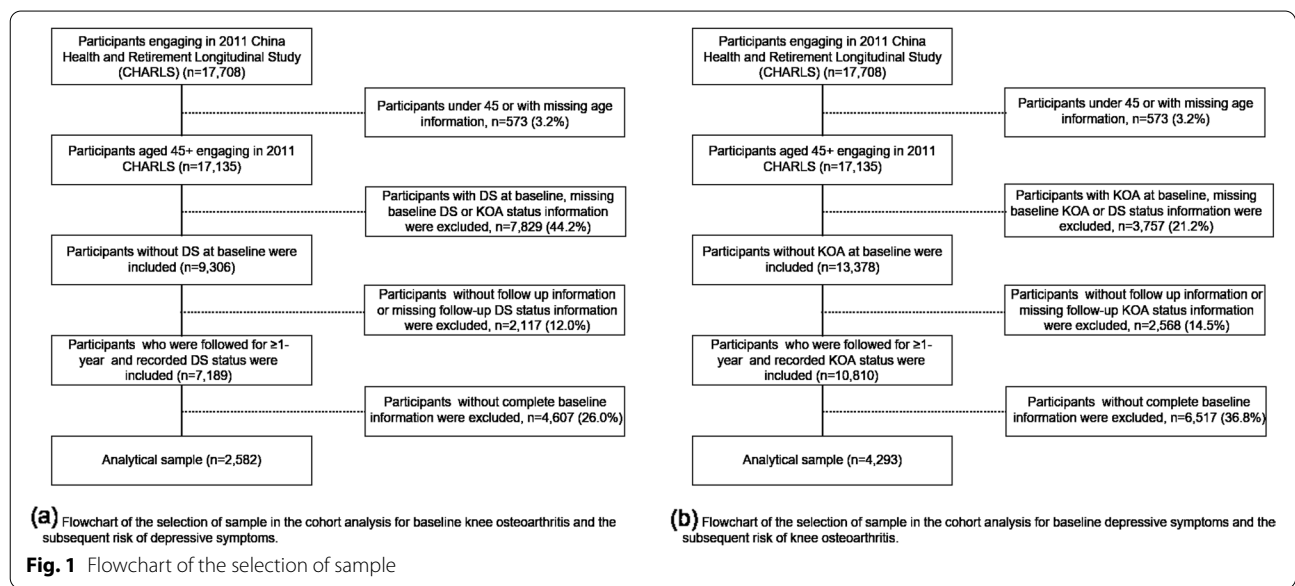 Participants engaging in 2011 China
Health and Retirement Longitudinal Study
(CHARLS) (n=17,708)
Participants under 45 or with missing age
information, n=573 (3.2%)
Participants aged 45+ engaging in 2011
CHARLS (n=17,135)
Participants with DS at baseline, missing
baseline DS or KOA status information
were excluded, n=7,829 (44.2%)
Participants without DS at baseline were
included (n=9,306)
Participants without follow up information
or missing follow-up DS status information
were excluded, n=2,117 (12.0%)
Participants who were followed for ≥1-
year and recorded DS status were
included (n=7,189)
Participants without complete baseline
information were excluded, n=4,607 (26.0%)
Analytical sample (n=2,582)
(a) Flowchart of the selection of sample in the cohort analysis for baseline knee osteoarthritis and the
subsequent risk of depressive symptoms.
Participants engaging in 2011 China
Health and Retirement Longitudinal Study
(CHARLS) (n=17,708)
Participants under 45 or with missing age
information, n=573 (3.2%)
Participants aged 45+ engaging in 2011
CHARLS (n=17,135)
Participants with KOA at baseline, missing
baseline KOA or DS status information
were excluded, n=3,757 (21.2%)
Participants without KOA at baseline were
included (n=13,378)
Participants without follow up information or
missing follow-up KOA status information
were excluded, n=2,568 (14.5%)
Participants who were followed for ≥1-
year and recorded KOA status were
included (n=10,810)
Participants without complete baseline
information were excluded, n=6,517 (36.8%)
Analytical sample (n=4,293)
(b) Flowchart of the selection of sample in the cohort analysis for baseline depressive symptoms and the
subsequent risk of knee osteoarthritis.
Fig. 1 Flowchart of the selection of sample